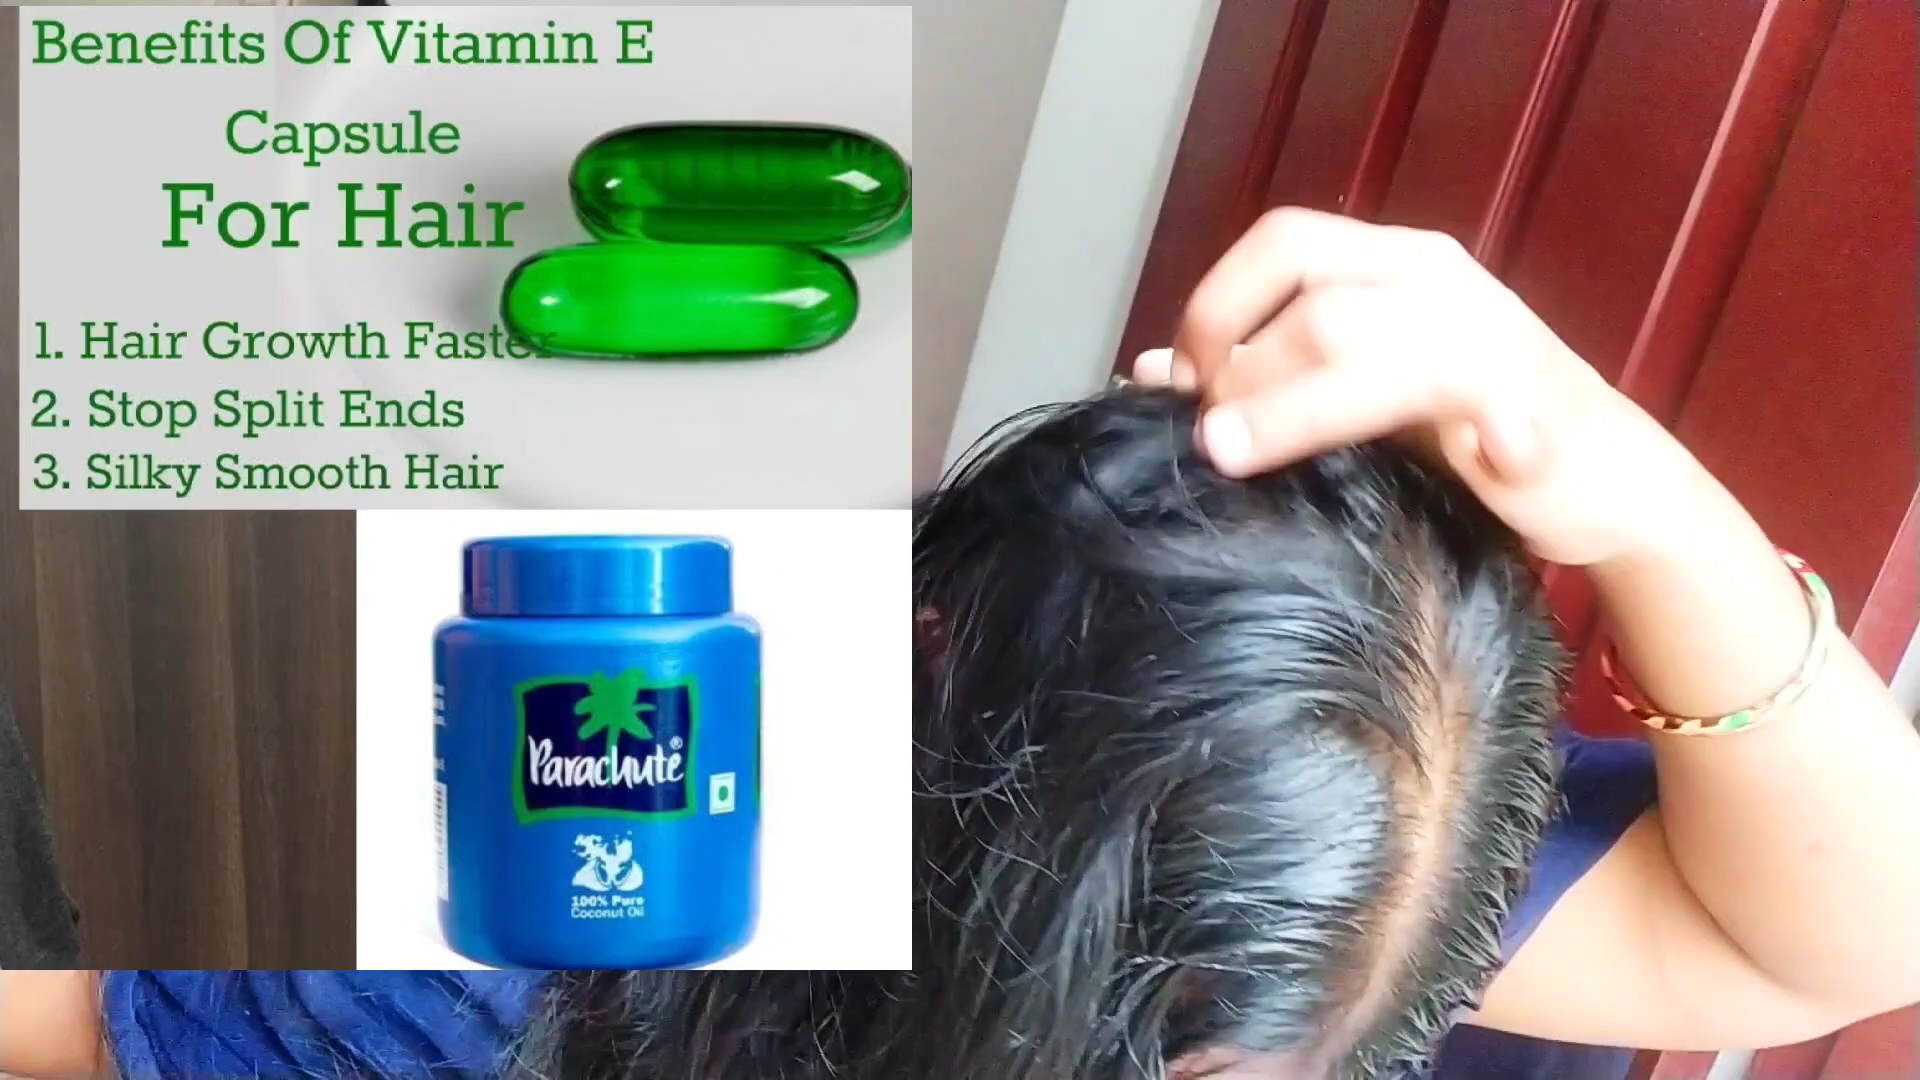 Benefits Of Vitamin E
Capsule
For Hair
1. Hair Growth Faster
2. Stop Split Ends
3. Silky Smooth Hair
Parachute®
100% Pure
Coconut Oil